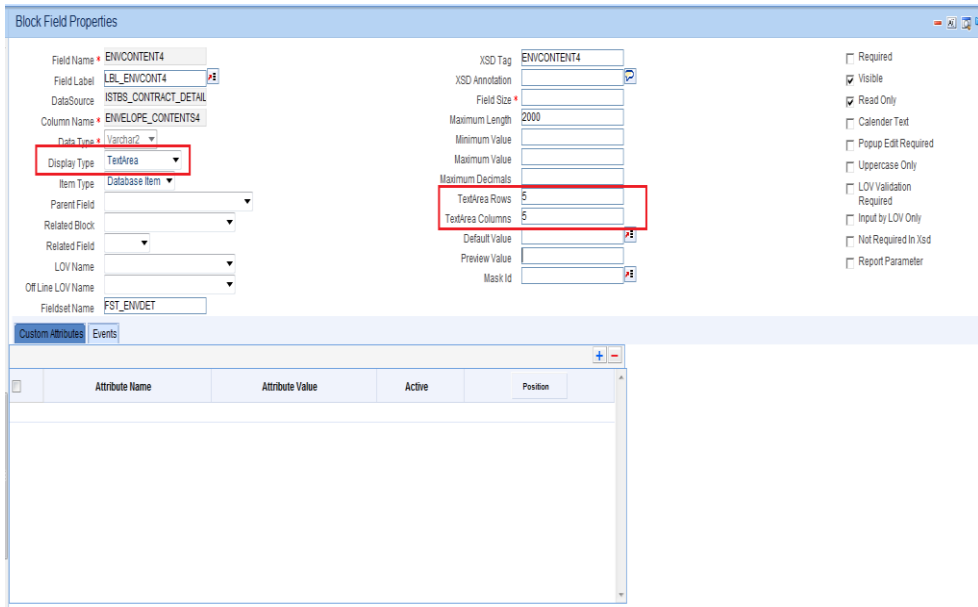 Block Field Properties
Field Name * ENVCONTENT4
Field Label LBL_ENVCONT4
DataSource ISTBS_CONTRACT_DETAIL
Column Name * ENVELOPE_CONTENTS4
Data Type * Varchar2
Display Type TextArea
Item Type Database Item
Parent Field
Related Block
Related Field
LOV Name
Off Line LOV Name
Fieldset Name FST_ENVDET
XSD Tag ENVCONTENT4
XSD Annotation
Field Size *
Maximum Length 2000
Minimum Value
Maximum Value
Maximum Decimals
TextArea Rows 5
TextArea Columns 5
Default Value
Preview Value
Mask Id
Required
Visible
Read Only
Calender Text
Popup Edit Required
Uppercase Only
LOV Validation
Required
Input by LOV Only
Not Required In Xsd
Report Parameter
Custom Attributes Events
Attribute Name Attribute Value Active Position